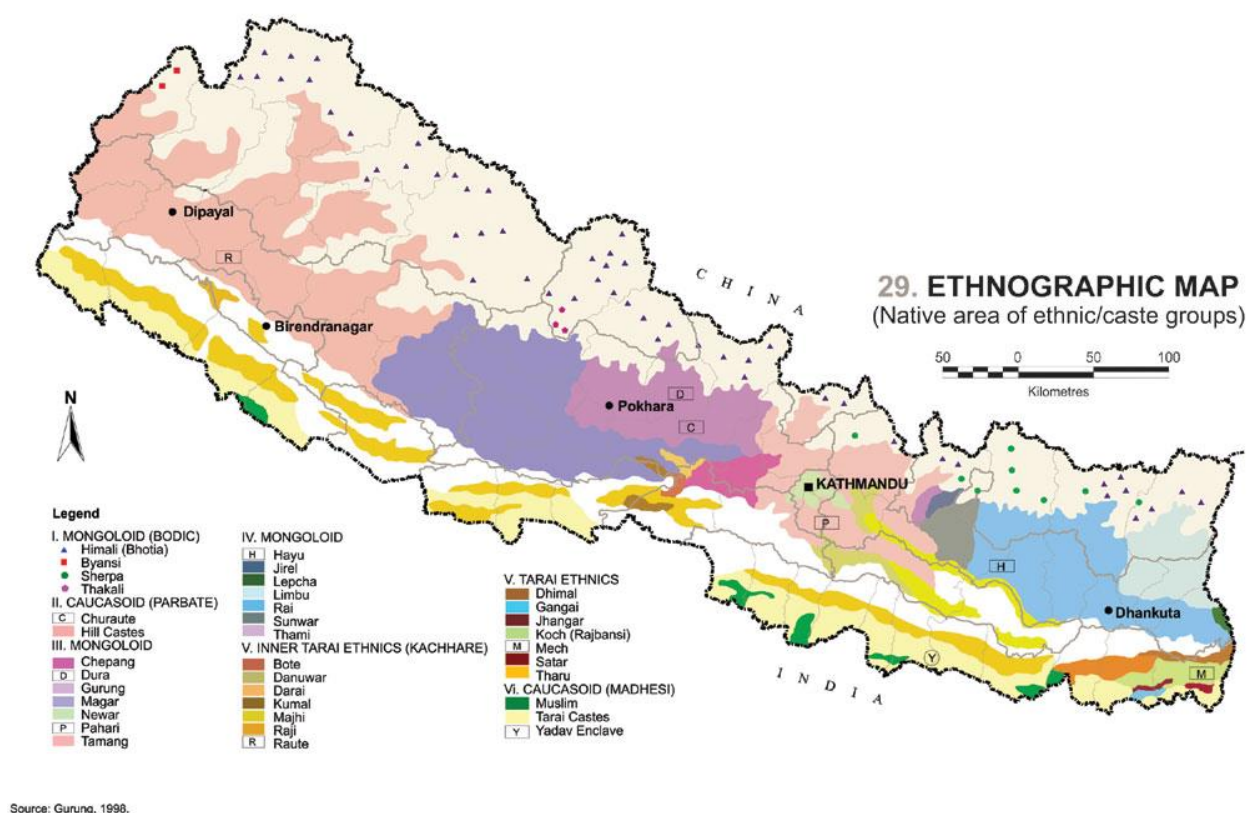 29. ETHNOGRAPHIC MAP
(Native area of ethnic/caste groups)
50 0 50 100
Kilometres
CHINA
INDIA
N
Dipayal
R
Birendranagar
D
Pokhara
C
KATHMANDU
P
H
Dhankuta
Y
M
Legend
I. MONGOLOID (BODIC)
Himali (Bhotia)
Byansi
Sherpa
Thakali
II. CAUCASOID (PARBATE)
C Churaute
Hill Castes
III. MONGOLOID
Chepang
D Dura
Gurung
Magar
Newar
P Pahari
Tamang
IV. MONGOLOID
H Hayu
Jirel
Lepcha
Limbu
Rai
Sunwar
Thami
V. INNER TARAI ETHNICS (KACHHARE)
Bote
Danuwar
Darai
Kumal
Majhi
Raji
R Raute
V. TARAI ETHNICS
Dhimal
Gangai
Jhangar
Koch (Rajbansi)
M Mech
Satar
Tharu
Vi. CAUCASOID (MADHESI)
Muslim
Tarai Castes
Y Yadav Enclave
Source: Gurung, 1998.